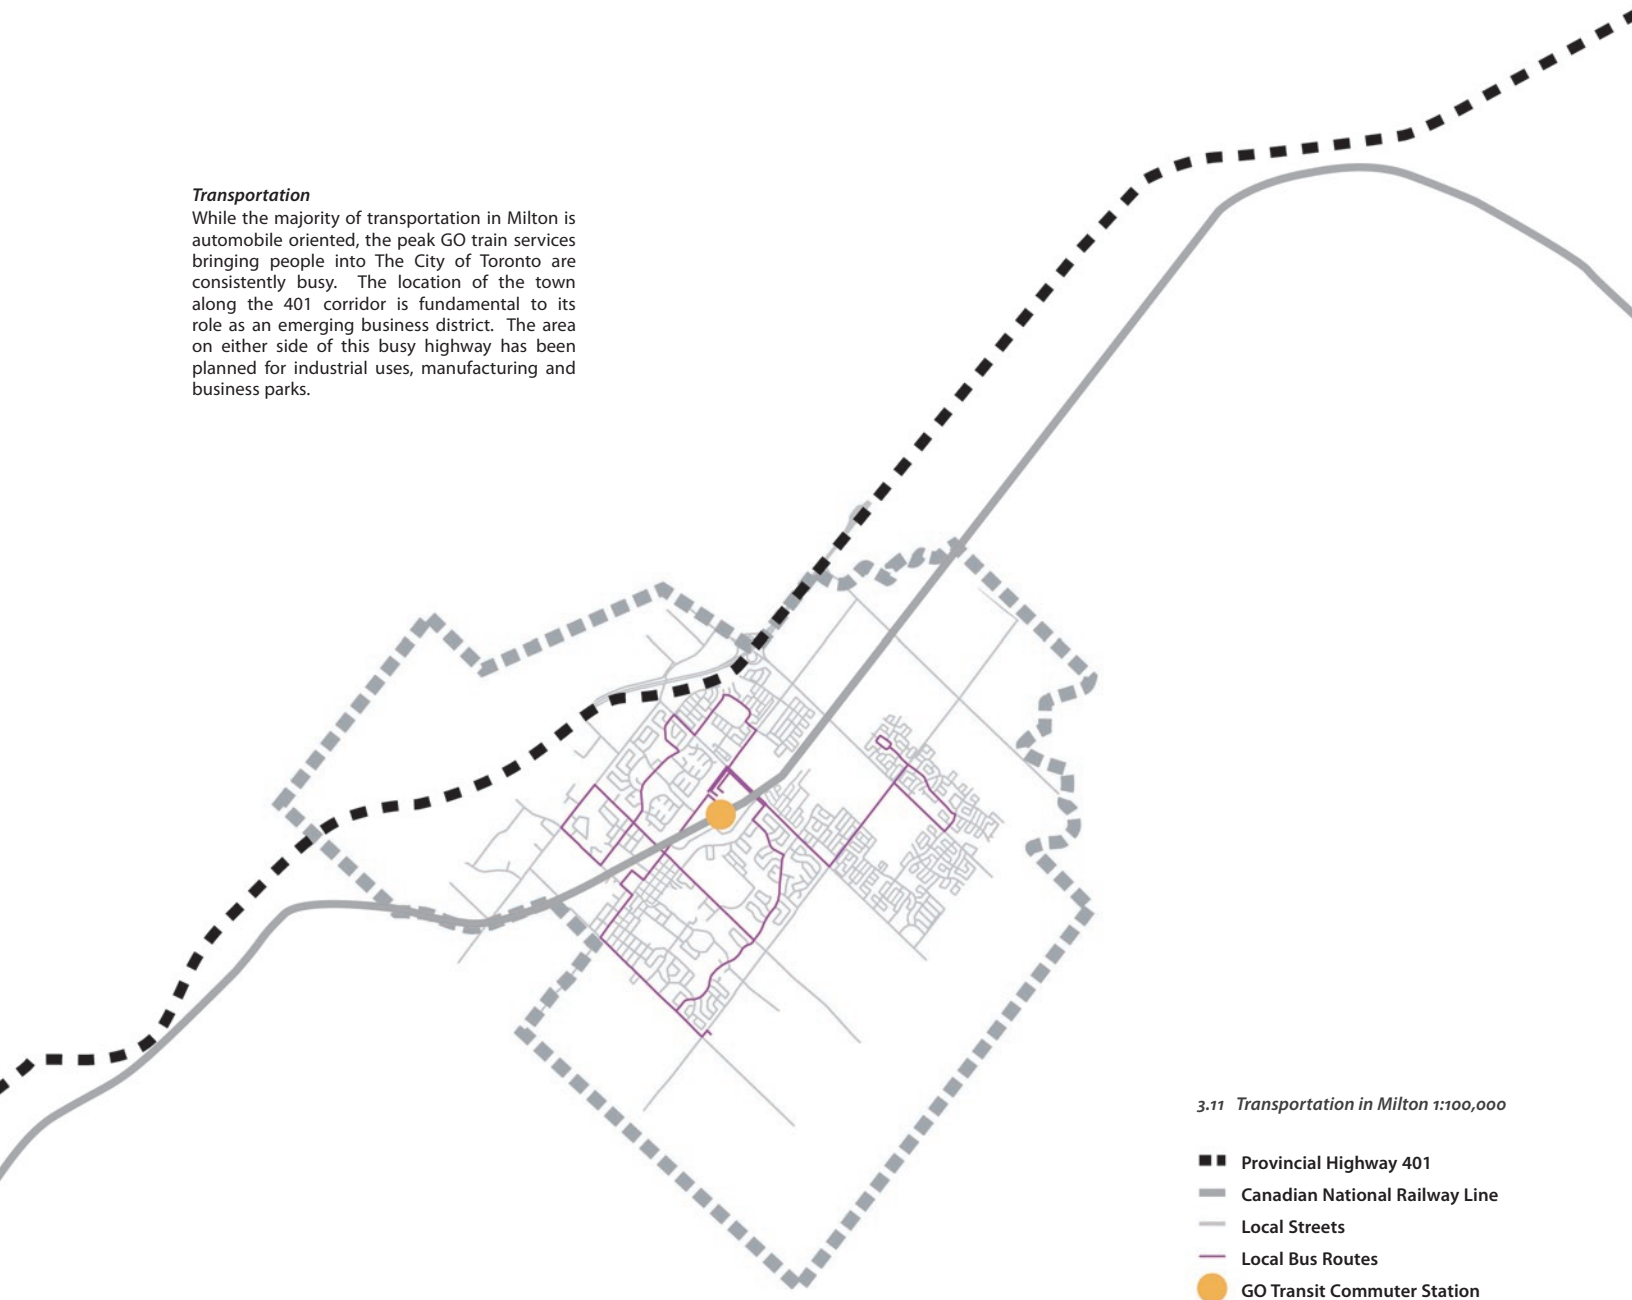 Transportation
While the majority of transportation in Milton is
automobile oriented, the peak GO train services
bringing people into The City of Toronto are
consistently busy. The location of the town
along the 401 corridor is fundamental to its
role as an emerging business district. The area
on either side of this busy highway has been
planned for industrial uses, manufacturing and
business parks.
3.11 Transportation in Milton 1:100,000
Provincial Highway 401
Canadian National Railway Line
Local Streets
Local Bus Routes
GO Transit Commuter Station